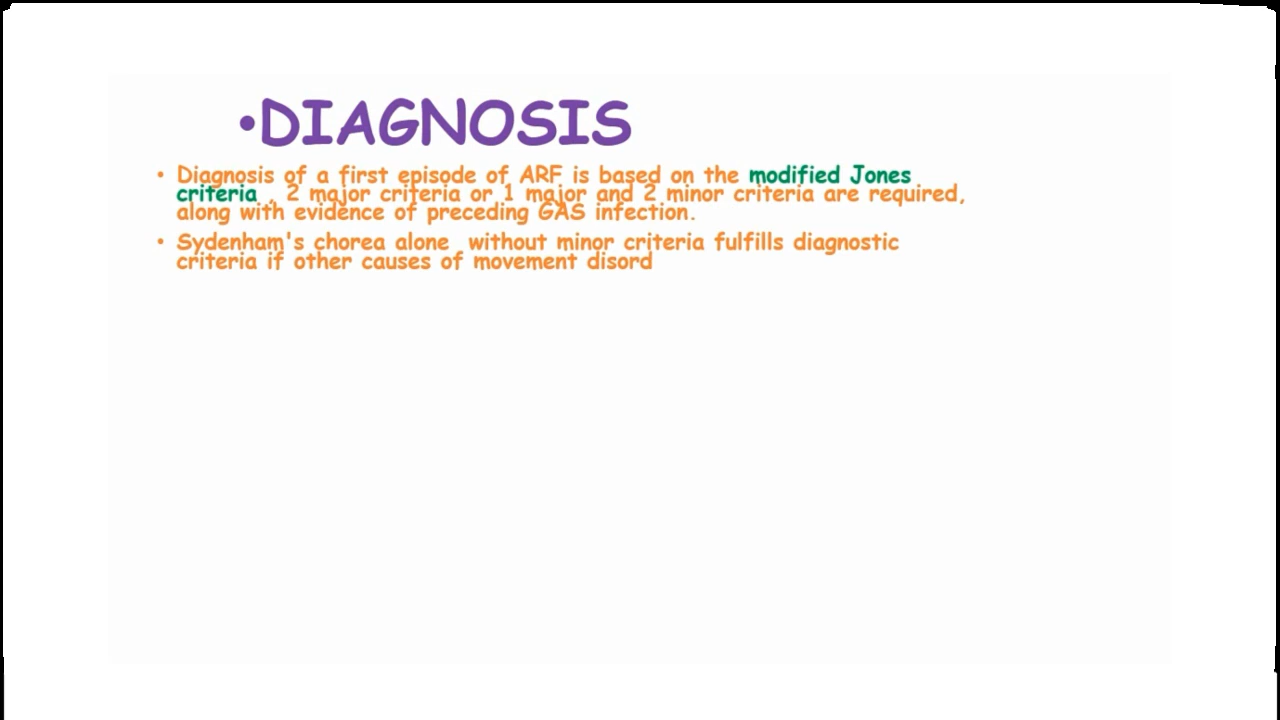 •DIAGNOSIS
• Diagnosis of a first episode of ARF is based on the modified Jones
criteria , 2 major criteria or 1 major and 2 minor criteria are required,
along with evidence of preceding GAS infection.
• Sydenham's chorea alone  without minor criteria fulfills diagnostic
criteria if other causes of movement disord